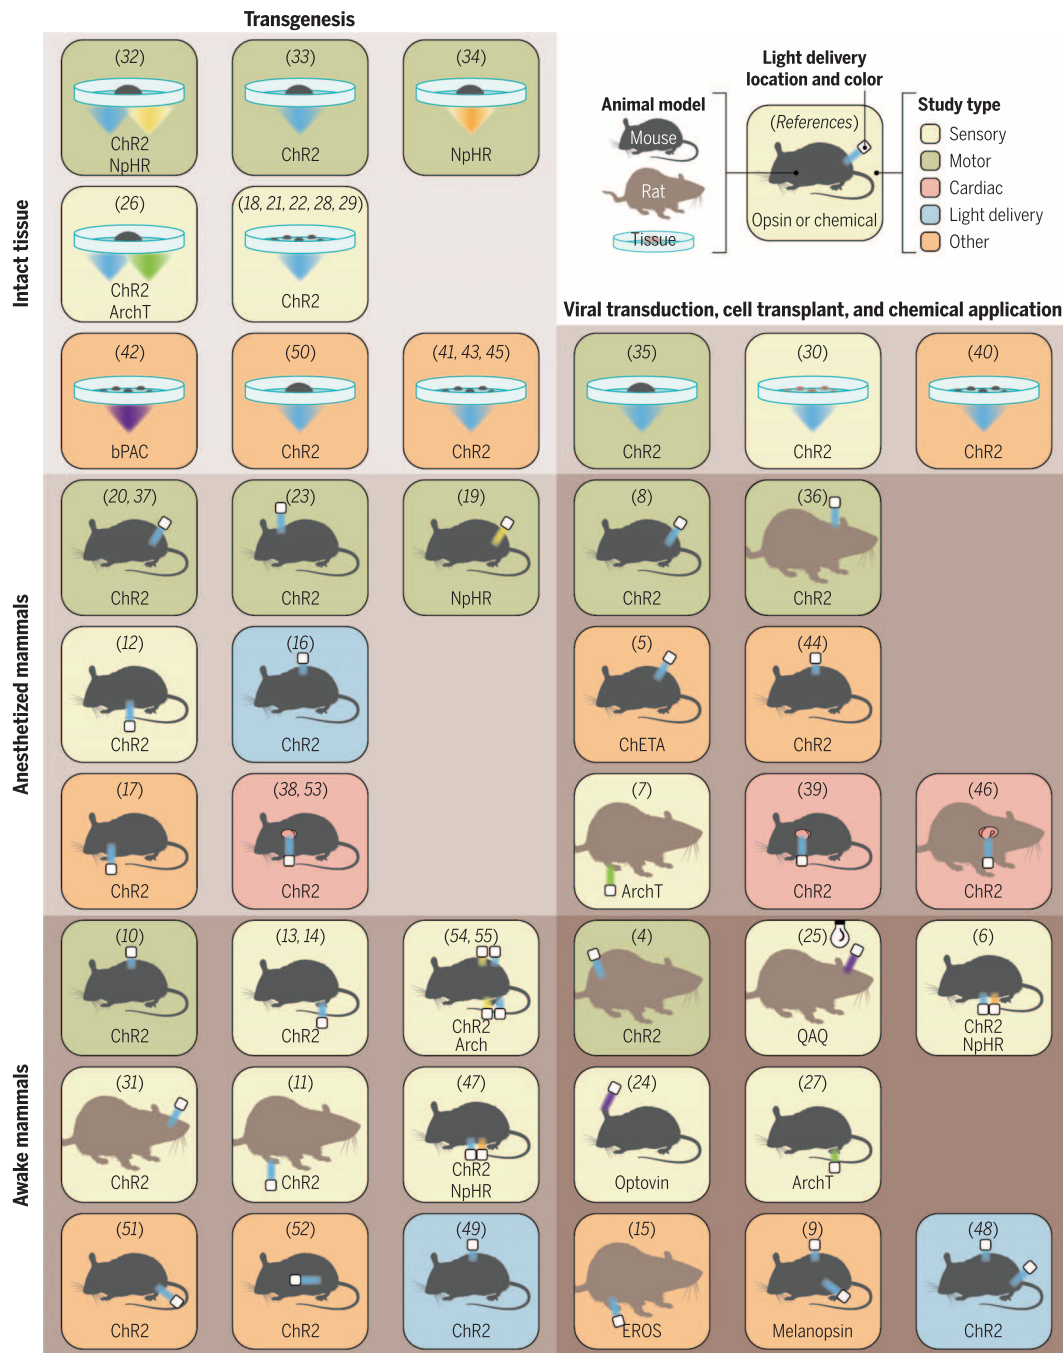 Transgenesis
Intact tissue
(32)
ChR2
NpHR
(33)
ChR2
(34)
NpHR
Light delivery
location and color
Animal model
Mouse
Rat
Tissue
(References)
Opsin or chemical
Study type
Sensory
Motor
Cardiac
Light delivery
Other
(26)
ChR2
ArchT
(18, 21, 22, 28, 29)
ChR2
Viral transduction, cell transplant, and chemical application
(42)
bPAC
(50)
ChR2
(41, 43, 45)
ChR2
(35)
ChR2
(30)
ChR2
(40)
ChR2
Anesthetized mammals
(20, 37)
ChR2
(23)
ChR2
(19)
NpHR
(8)
ChR2
(36)
ChR2
(12)
ChR2
(16)
ChR2
(5)
ChETA
(44)
ChR2
(17)
ChR2
(38, 53)
ChR2
(7)
ArchT
(39)
ChR2
(46)
ChR2
Awake mammals
(10)
ChR2
(13, 14)
ChR2
(54, 55)
ChR2
Arch
(4)
ChR2
(25)
QAQ
(6)
ChR2
NpHR
(31)
ChR2
(11)
ChR2
(47)
ChR2
NpHR
(24)
Optovin
(27)
ArchT
(51)
ChR2
(52)
ChR2
(49)
ChR2
(15)
EROS
(9)
Melanopsin
(48)
ChR2